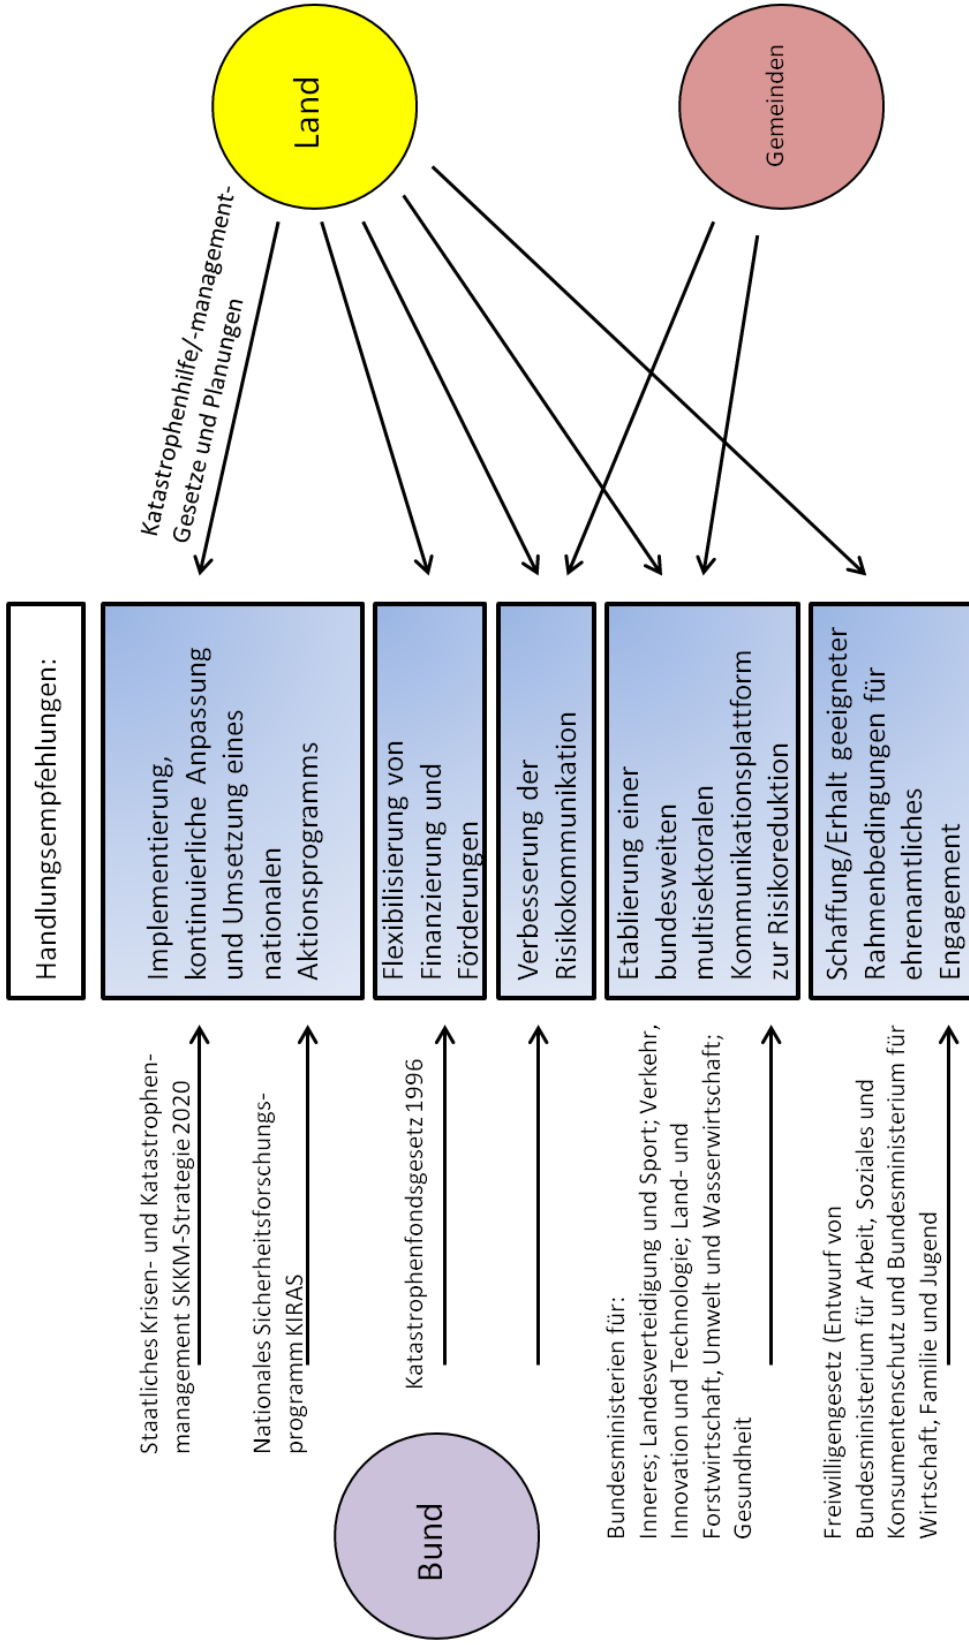 Handlungsempfehlungen:
Staatliches Krisen- und Katastrophen-
management SKKM-Strategie 2020
Nationales Sicherheitsforschungs-
programm KIRAS
Katastrophenfondsgesetz 1996
Bund
Bundesministerien für:
Inneres; Landesverteidigung und Sport; Verkehr,
Innovation und Technologie; Land- und
Forstwirtschaft, Umwelt und Wasserwirtschaft;
Gesundheit
Freiwilligengesetz (Entwurf von
Bundesministerium für Arbeit, Soziales und
Konsumentenschutz und Bundesministerium für
Wirtschaft, Familie und Jugend
Implementierung,
kontinuierliche Anpassung
und Umsetzung eines
nationalen
Aktionsprogramms
Flexibilisierung von
Finanzierung und
Förderungen
Verbesserung der
Risikokommunikation
Etablierung einer
bundesweiten
multisektoralen
Kommunikationsplattform
zur Risikoreduktion
Schaffung/Erhalt geeigneter
Rahmenbedingungen für
ehrenamtliches
Engagement
Katastrophenhilfe/-management-
Gesetze und Planungen
Land
Gemeinden